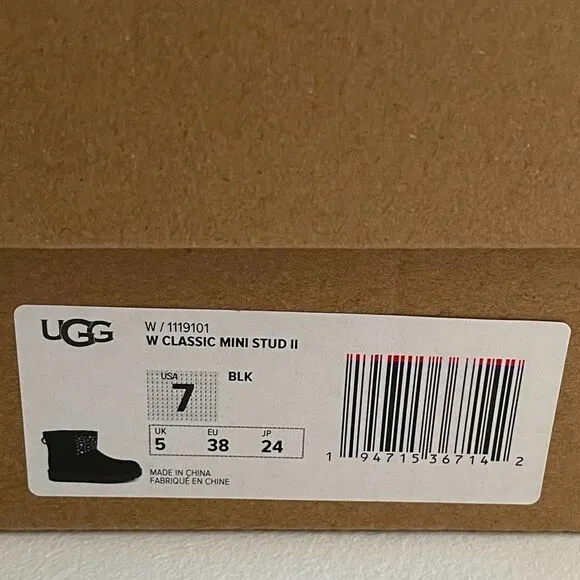 UGG
W / 1119101
W CLASSIC MINI STUD II
USA
7
BLK
UK EU JP
5 38 24
MADE IN CHINA
FABRIQUÉ EN CHINE
1 94715 36714 2